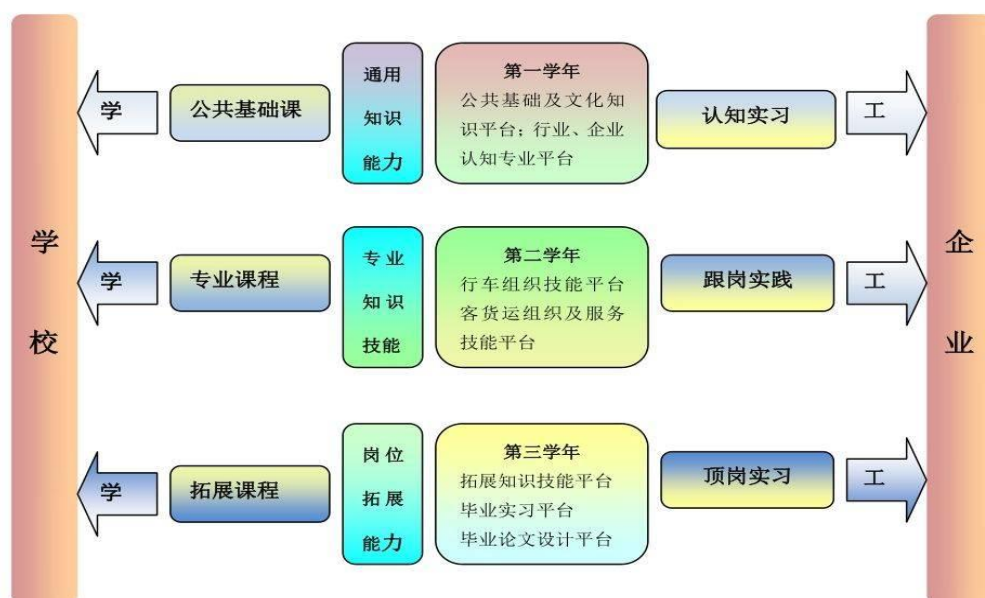 学校
学
公共基础课
通用
知识
能力
第一学年
公共基础及文化知
识平台；行业、企业
认知专业平台
认知实习
工
学
专业课程
专业
知识
技能
第二学年
行车组织技能平台
客货运组织及服务
技能平台
跟岗实践
工
学
拓展课程
岗位
拓展
能力
第三学年
拓展知识技能平台
毕业实习平台
毕业论文设计平台
顶岗实习
工
企业